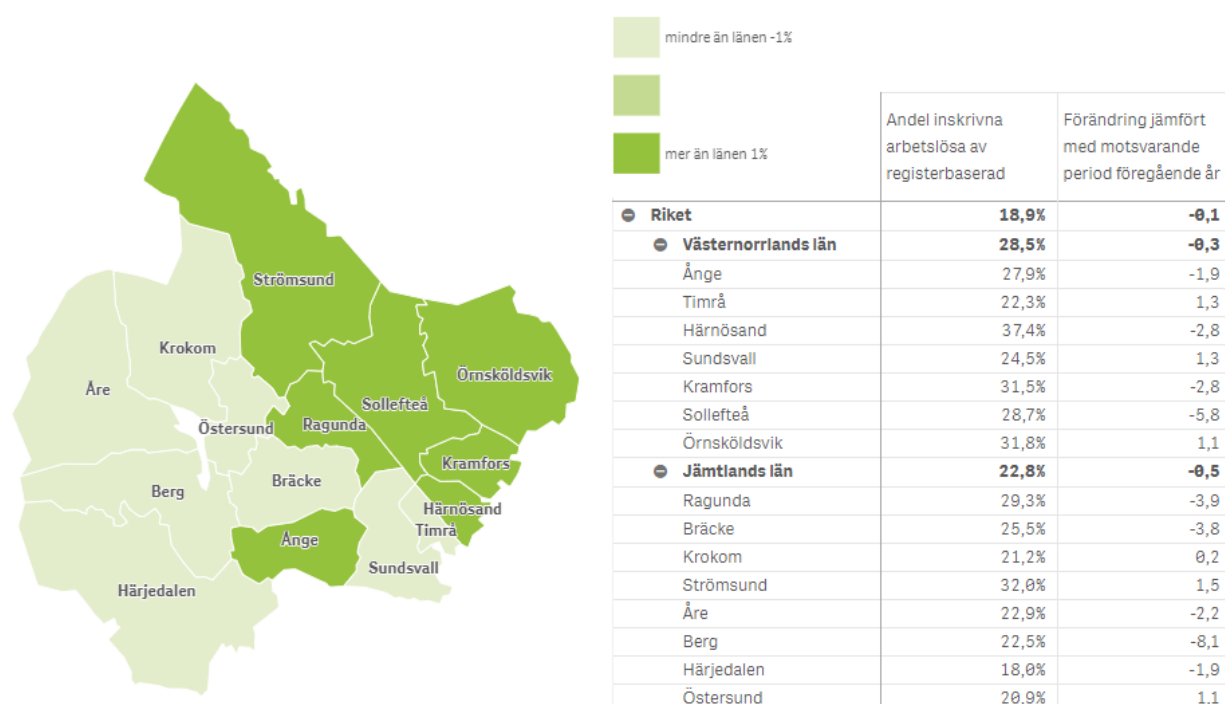 mindre än länen -1%
mer än länen 1%
Strömsund
Krokom
Åre
Örnsköldsvik
Sollefteå
Östersund
Ragunda
Kramfors
Bräcke
Berg
Härnösand
Timrå
Ånge
Sundsvall
Härjedalen
Andel inskrivna arbetslösa av registerbaserad
Förändring jämfört med motsvarande period föregående år
Riket 18,9% -0,1
Västernorrlands län 28,5% -0,3
Ånge 27,9% -1,9
Timrå 22,3% 1,3
Härnösand 37,4% -2,8
Sundsvall 24,5% 1,3
Kramfors 31,5% -2,8
Sollefteå 28,7% -5,8
Örnsköldsvik 31,8% 1,1
Jämtlands län 22,8% -0,5
Ragunda 29,3% -3,9
Bräcke 25,5% -3,8
Krokom 21,2% 0,2
Strömsund 32,0% 1,5
Åre 22,9% -2,2
Berg 22,5% -8,1
Härjedalen 18,0% -1,9
Östersund 20,9% 1,1